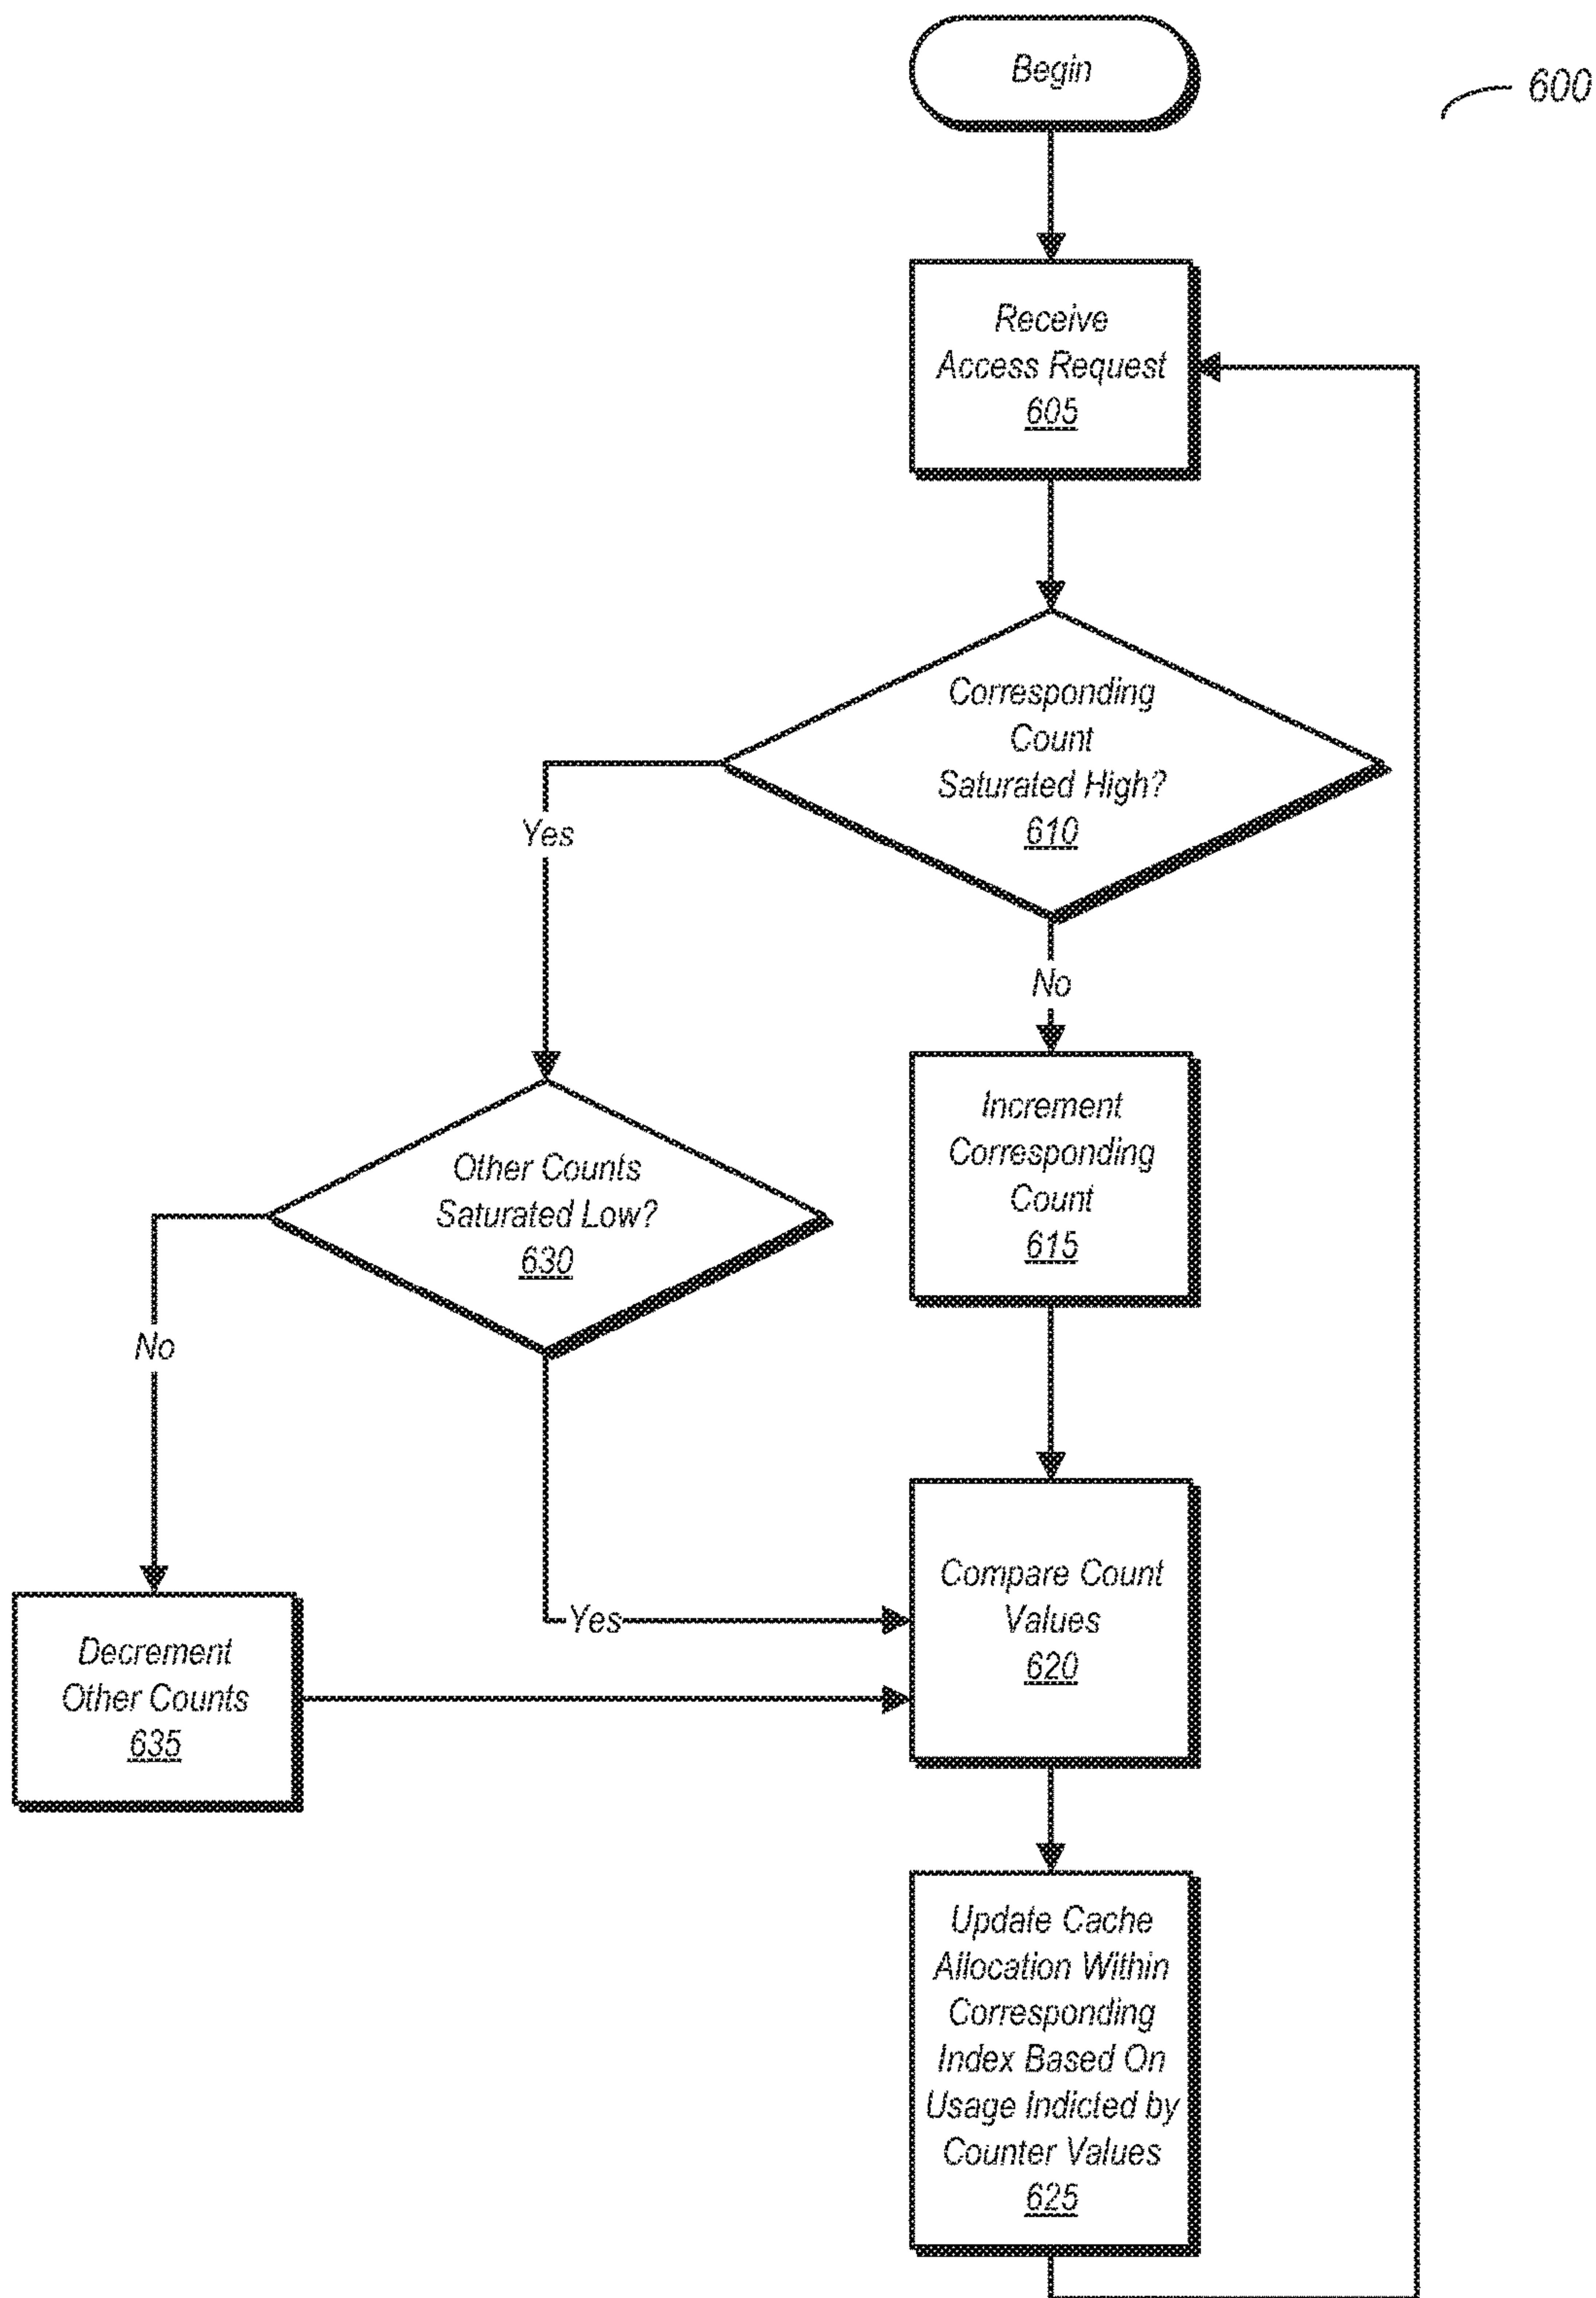 Begin
600
Receive
Access Request
605
Corresponding
Count
Saturated High?
610
Yes
No
Increment
Corresponding
Count
615
Other Counts
Saturated Low?
630
No
Yes
Compare Count
Values
620
Decrement
Other Counts
635
Update Cache
Allocation Within
Corresponding
Index Based On
Usage Indicted by
Counter Values
625